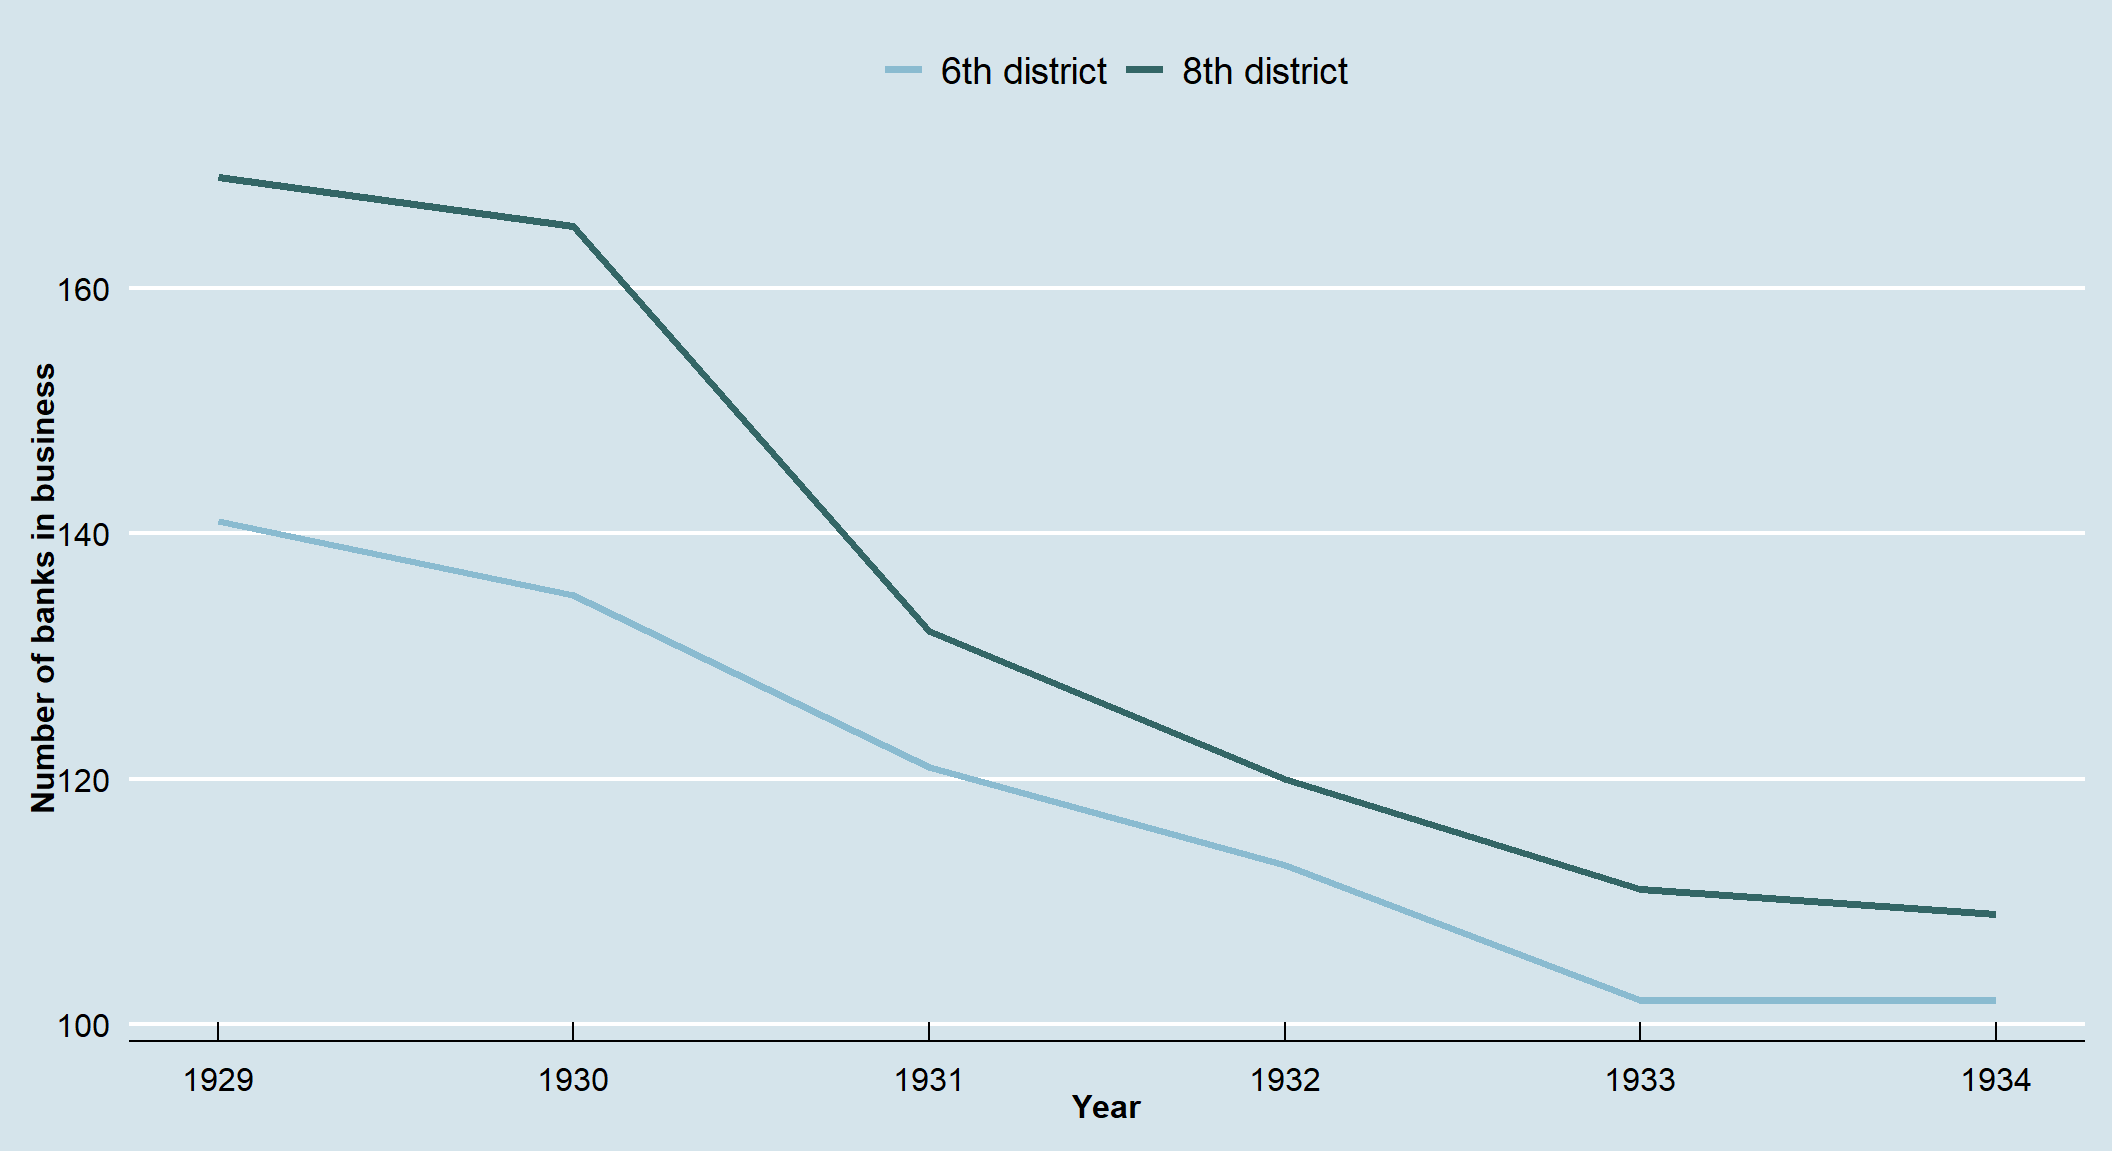 6th district 8th district
Number of banks in business
160
140
120
100
1929 1930 1931 1932 1933 1934
Year